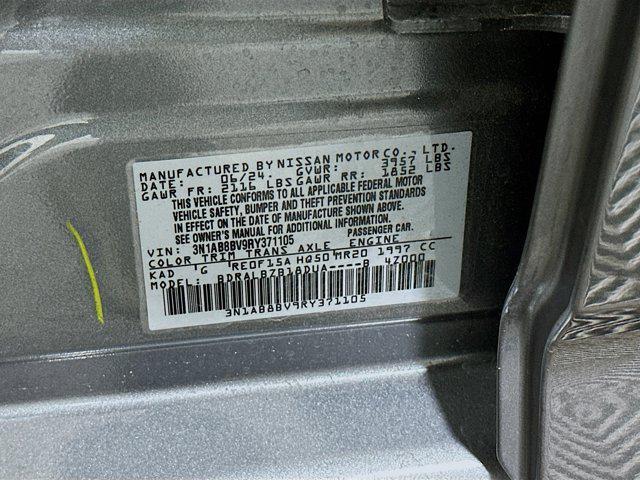 MANUFACTURED BY NISSAN MOTOR CO., LTD.
DATE: 06/24 GVWR: 3957 LBS
GAWR FR: 2116 LBS GAWR RR: 1852 LBS
THIS VEHICLE CONFORMS TO ALL APPLICABLE FEDERAL MOTOR
VEHICLE SAFETY, BUMPER AND THEFT PREVENTION STANDARDS
IN EFFECT ON THE DATE OF MANUFACTURE SHOWN ABOVE.
SEE OWNER'S MANUAL FOR ADDITIONAL INFORMATION.
VIN: 3N1AB8BV9RY371105 PASSENGER CAR.
COLOR TRIM TRANS AXLE ENGINE
KAD G RE0F15A HQ50 MR20 1997 CC
MODEL: BDRALBZB18DUA----B 4Z000
3N1AB8BV9RY371105